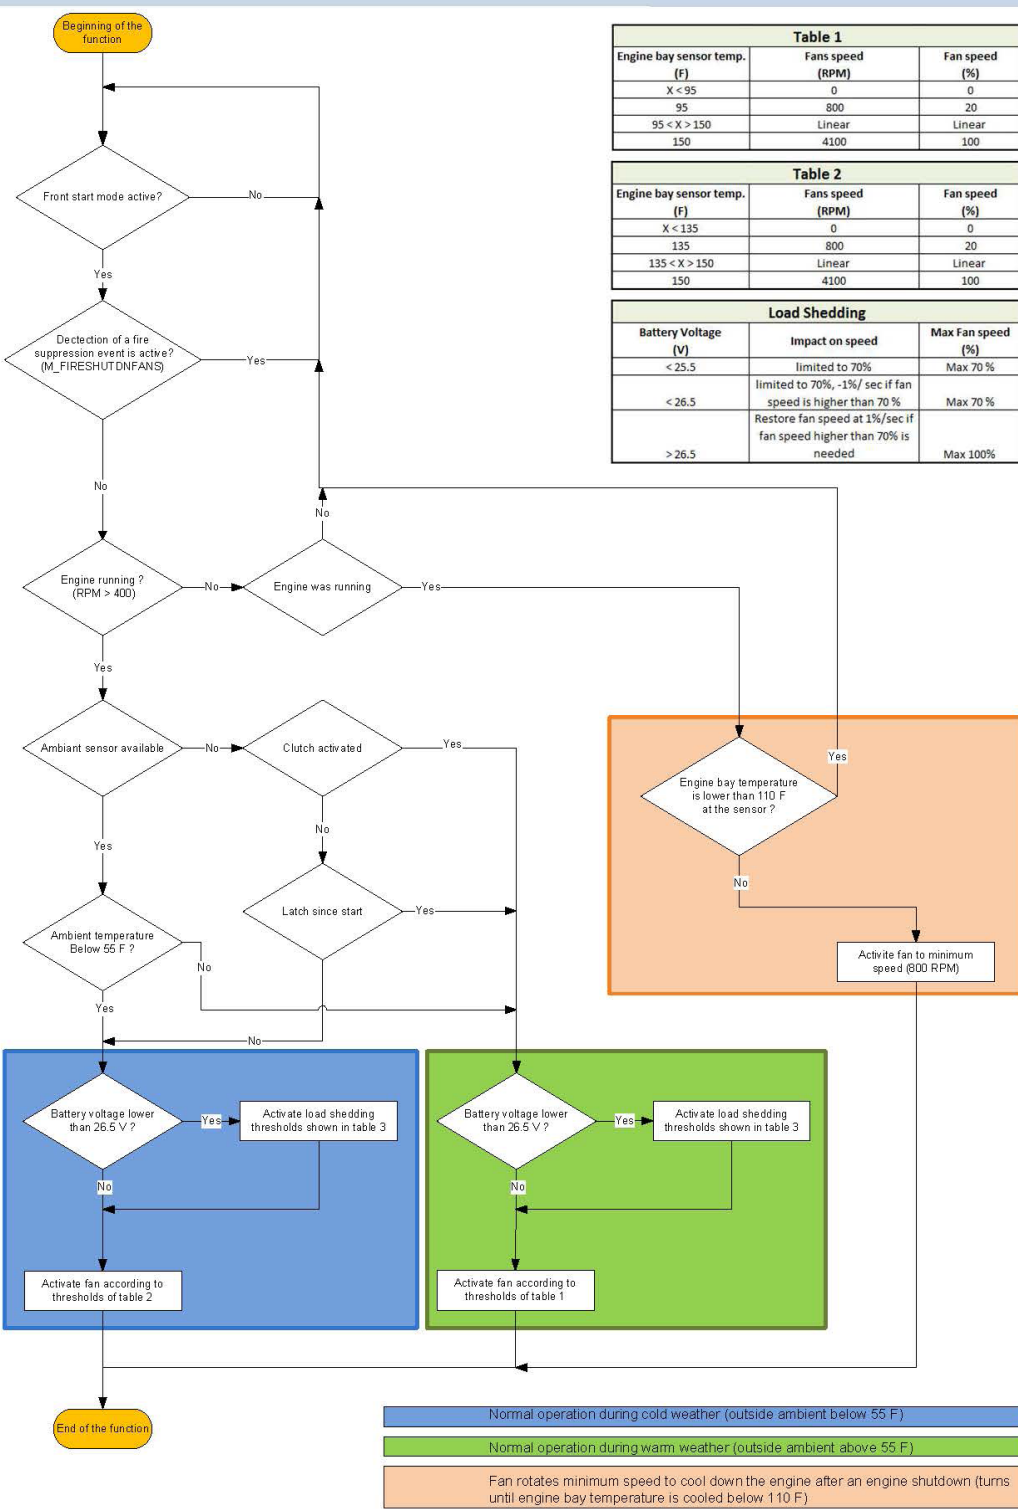 Beginning of the
function
Front start mode active?
No
Yes
Dectection of a fire
suppression event is active?
(M_FIRESHUTDNFANS)
Yes
No
Engine running ?
(RPM > 400)
No
Engine was running
No
Yes
Yes
Ambiant sensor available
No
Clutch activated
Yes
No
Yes
Latch since start
Yes
Ambient temperature
Below 55 F ?
No
Yes
No
Battery voltage lower
than 26.5 V ?
Yes
Activate load shedding
thresholds shown in table 3
No
Activate fan according to
thresholds of table 2
Battery voltage lower
than 26.5 V ?
Yes
Activate load shedding
thresholds shown in table 3
No
Activate fan according to
thresholds of table 1
Engine bay temperature
is lower than 110 F
at the sensor ?
Yes
No
Activite fan to minimum
speed (800 RPM)
End of the function
Table 1
Engine bay sensor temp. Fans speed Fan speed
(F) (RPM) (%)
X < 95 0 0
95 800 20
95 < X > 150 Linear Linear
150 4100 100
Table 2
Engine bay sensor temp. Fans speed Fan speed
(F) (RPM) (%)
X < 135 0 0
135 800 20
135 < X > 150 Linear Linear
150 4100 100
Load Shedding
Battery Voltage Impact on speed Max Fan speed
(V) (%)
< 25.5 limited to 70% Max 70 %
limited to 70%, -1%/ sec if fan
< 26.5 speed is higher than 70 % Max 70 %
Restore fan speed at 1%/sec if
fan speed higher than 70% is
> 26.5 needed Max 100%
Normal operation during cold weather (outside ambient below 55 F)
Normal operation during warm weather (outside ambient above 55 F)
Fan rotates minimum speed to cool down the engine after an engine shutdown (turns
until engine bay temperature is cooled below 110 F)